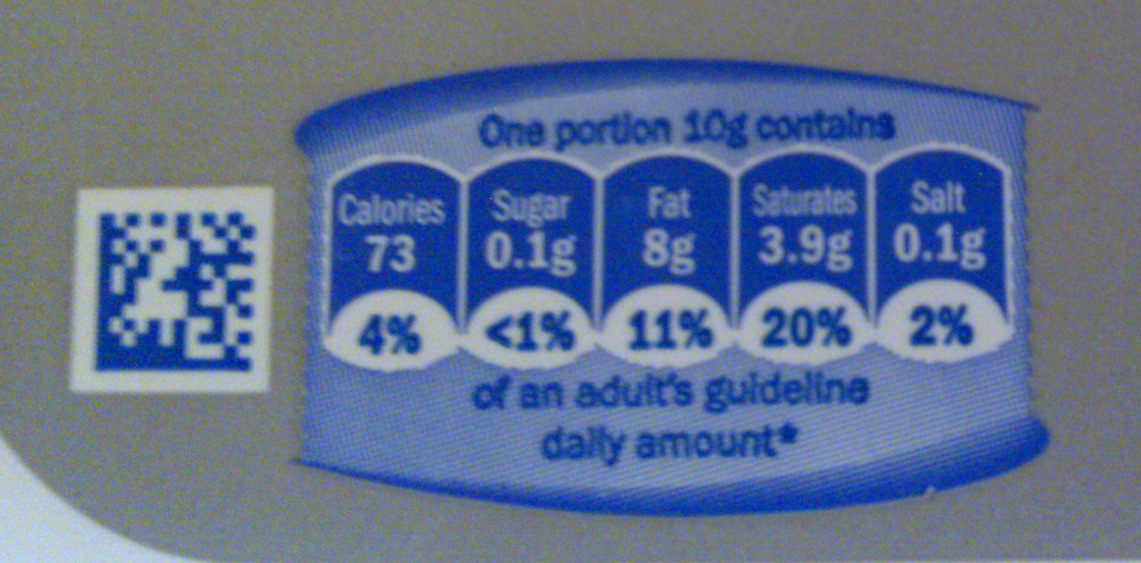 One portion 10g contains
Calories Sugar Fat Saturates Salt
73 0.1g 8g 3.9g 0.1g
4% <1% 11% 20% 2%
of an adult's guideline
daily amount*